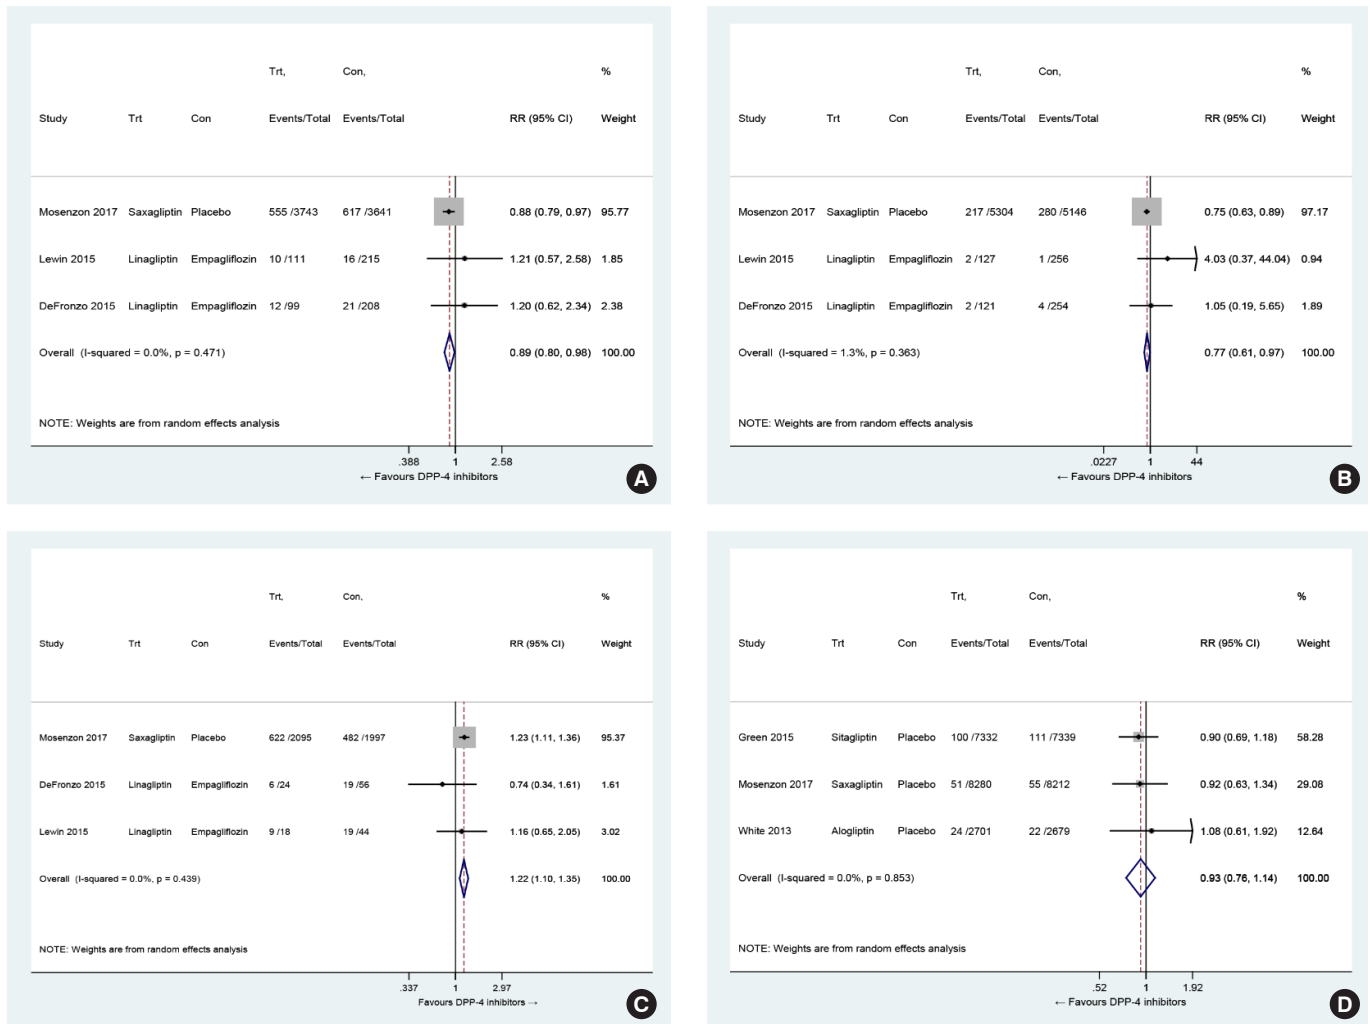 Trt, Con, %
Study Trt Con Events/Total Events/Total RR (95% CI) Weight
Mosenzon 2017 Saxagliptin Placebo 555 /3743 617 /3641 0.88 (0.79, 0.97) 95.77
Lewin 2015 Linagliptin Empagliflozin 10 /111 16 /215 1.21 (0.57, 2.58) 1.85
DeFronzo 2015 Linagliptin Empagliflozin 12 /99 21 /208 1.20 (0.62, 2.34) 2.38
Overall (I-squared = 0.0%, p = 0.471) 0.89 (0.80, 0.98) 100.00
NOTE: Weights are from random effects analysis
.388 1 2.58
← Favours DPP-4 inhibitors
A
Trt, Con, %
Study Trt Con Events/Total Events/Total RR (95% CI) Weight
Mosenzon 2017 Saxagliptin Placebo 217 /5304 280 /5146 0.75 (0.63, 0.89) 97.17
Lewin 2015 Linagliptin Empagliflozin 2 /127 1 /256 4.03 (0.37, 44.04) 0.94
DeFronzo 2015 Linagliptin Empagliflozin 2 /121 4 /254 1.05 (0.19, 5.65) 1.89
Overall (I-squared = 1.3%, p = 0.363) 0.77 (0.61, 0.97) 100.00
NOTE: Weights are from random effects analysis
.0227 1 44
← Favours DPP-4 inhibitors
B
Trt, Con, %
Study Trt Con Events/Total Events/Total RR (95% CI) Weight
Mosenzon 2017 Saxagliptin Placebo 622 /2095 482 /1997 1.23 (1.11, 1.36) 95.37
DeFronzo 2015 Linagliptin Empagliflozin 6 /24 19 /56 0.74 (0.34, 1.61) 1.61
Lewin 2015 Linagliptin Empagliflozin 9 /18 19 /44 1.16 (0.65, 2.05) 3.02
Overall (I-squared = 0.0%, p = 0.439) 1.22 (1.10, 1.35) 100.00
NOTE: Weights are from random effects analysis
.337 1 2.97
Favours DPP-4 inhibitors →
C
Trt, Con, %
Study Trt Con Events/Total Events/Total RR (95% CI) Weight
Green 2015 Sitagliptin Placebo 100 /7332 111 /7339 0.90 (0.69, 1.18) 58.28
Mosenzon 2017 Saxagliptin Placebo 51 /8280 55 /8212 0.92 (0.63, 1.34) 29.08
White 2013 Alogliptin Placebo 24 /2701 22 /2679 1.08 (0.61, 1.92) 12.64
Overall (I-squared = 0.0%, p = 0.853) 0.93 (0.76, 1.14) 100.00
NOTE: Weights are from random effects analysis
.52 1 1.92
← Favours DPP-4 inhibitors
D